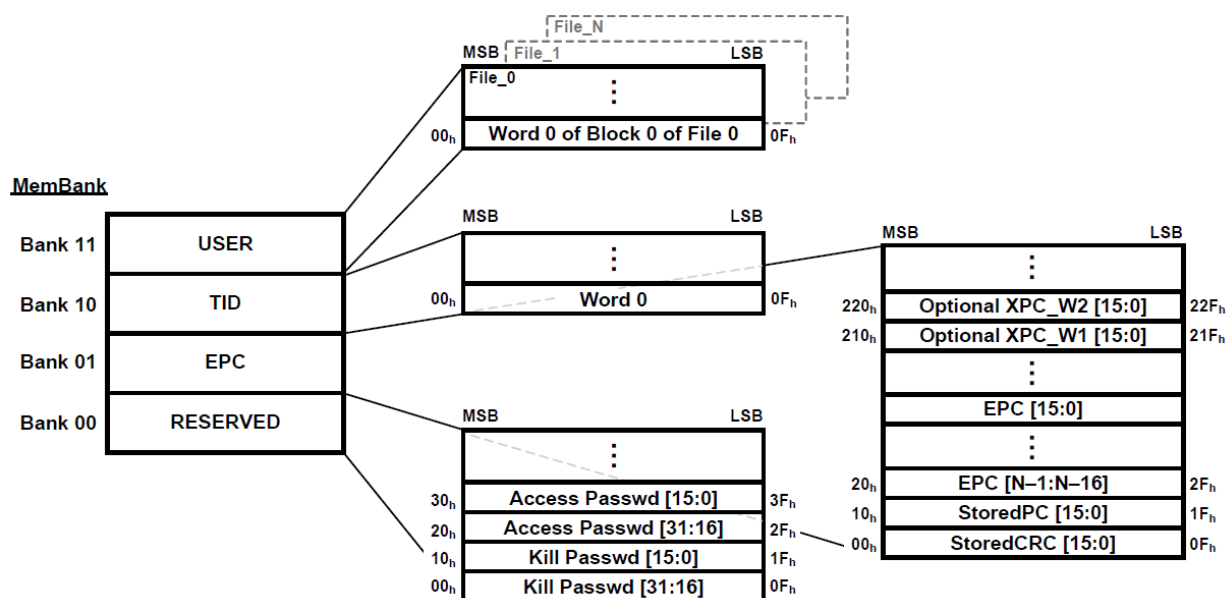 File_N
MSB File_1 LSB
File_0
⋮
00h Word 0 of Block 0 of File 0 0Fh
MemBank
Bank 11 USER
Bank 10 TID
Bank 01 EPC
Bank 00 RESERVED
MSB LSB
⋮
00h Word 0 0Fh
MSB LSB
⋮
220h Optional XPC_W2 [15:0] 22Fh
210h Optional XPC_W1 [15:0] 21Fh
⋮
EPC [15:0]
⋮
20h EPC [N–1:N–16] 2Fh
10h StoredPC [15:0] 1Fh
00h StoredCRC [15:0] 0Fh
MSB LSB
⋮
30h Access Passwd [15:0] 3Fh
20h Access Passwd [31:16] 2Fh
10h Kill Passwd [15:0] 1Fh
00h Kill Passwd [31:16] 0Fh